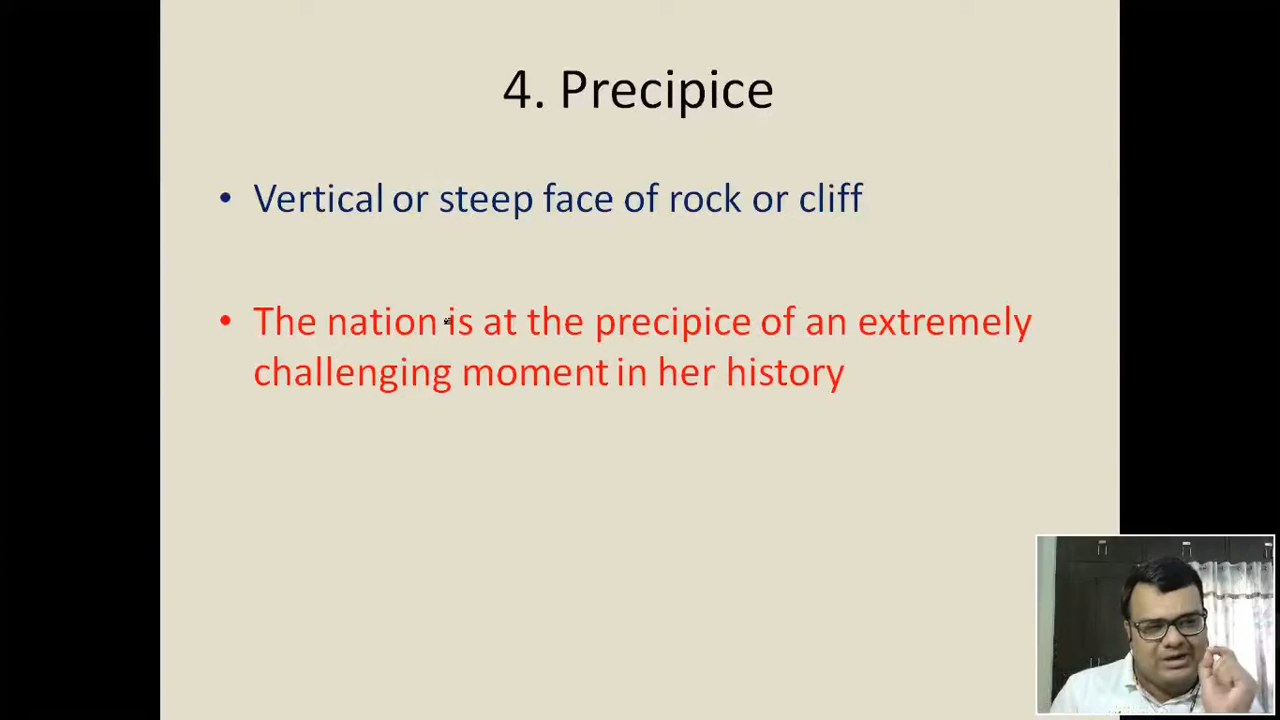 4. Precipice
• Vertical or steep face of rock or cliff
• The nation is at the precipice of an extremely
challenging moment in her history